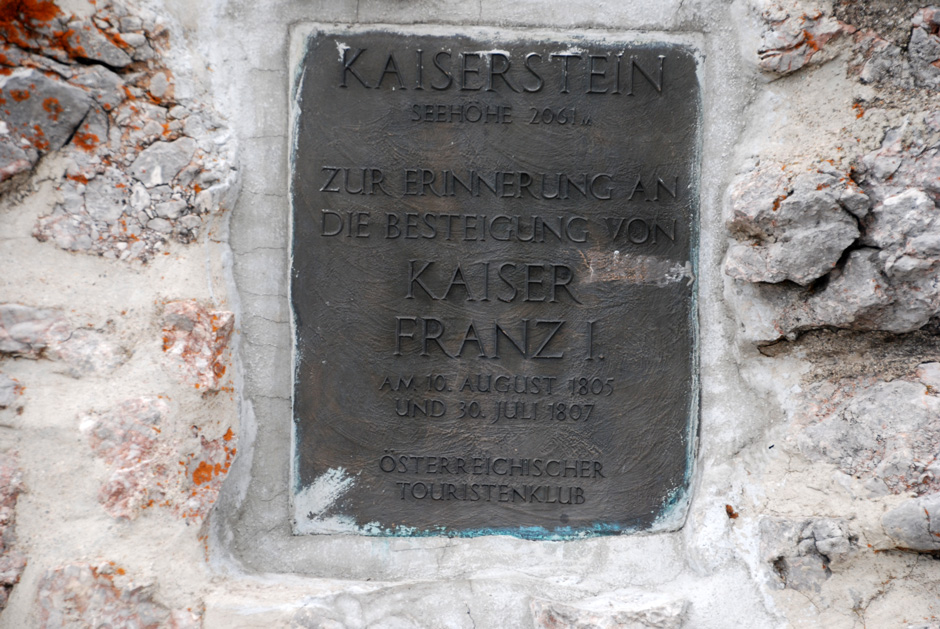 KAISERSTEIN
SEEHÖHE 2061 M
ZUR ERINNERUNG AN
DIE BESTEIGUNG VON
KAISER
FRANZ I.
AM 10. AUGUST 1805
UND 30. JULI 1807
ÖSTERREICHISCHER
TOURISTENKLUB